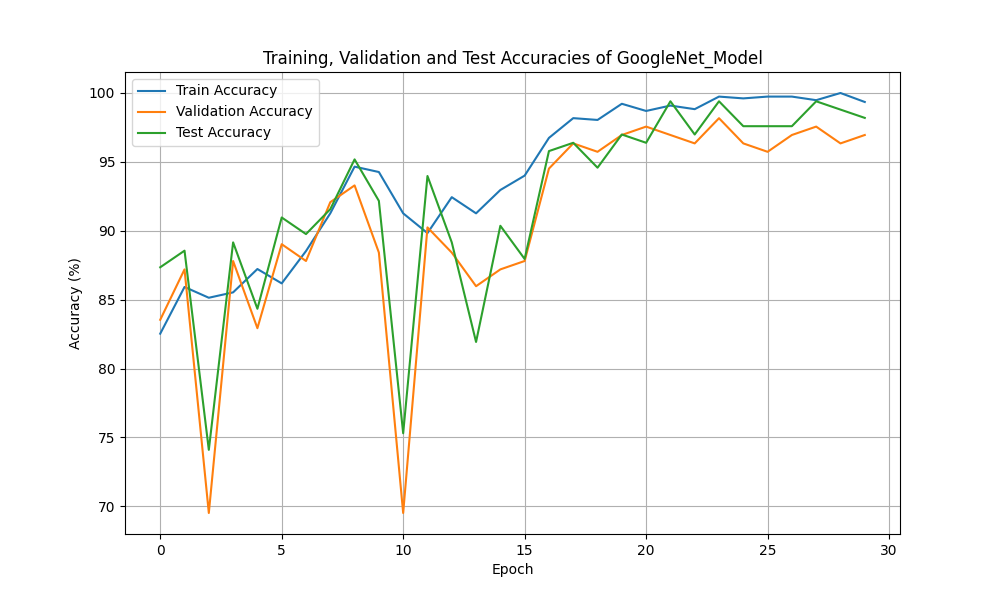 Training, Validation and Test Accuracies of GoogleNet_Model
Train Accuracy
Validation Accuracy
Test Accuracy
Accuracy (%)
100
95
90
85
80
75
70
0 5 10 15 20 25 30
Epoch